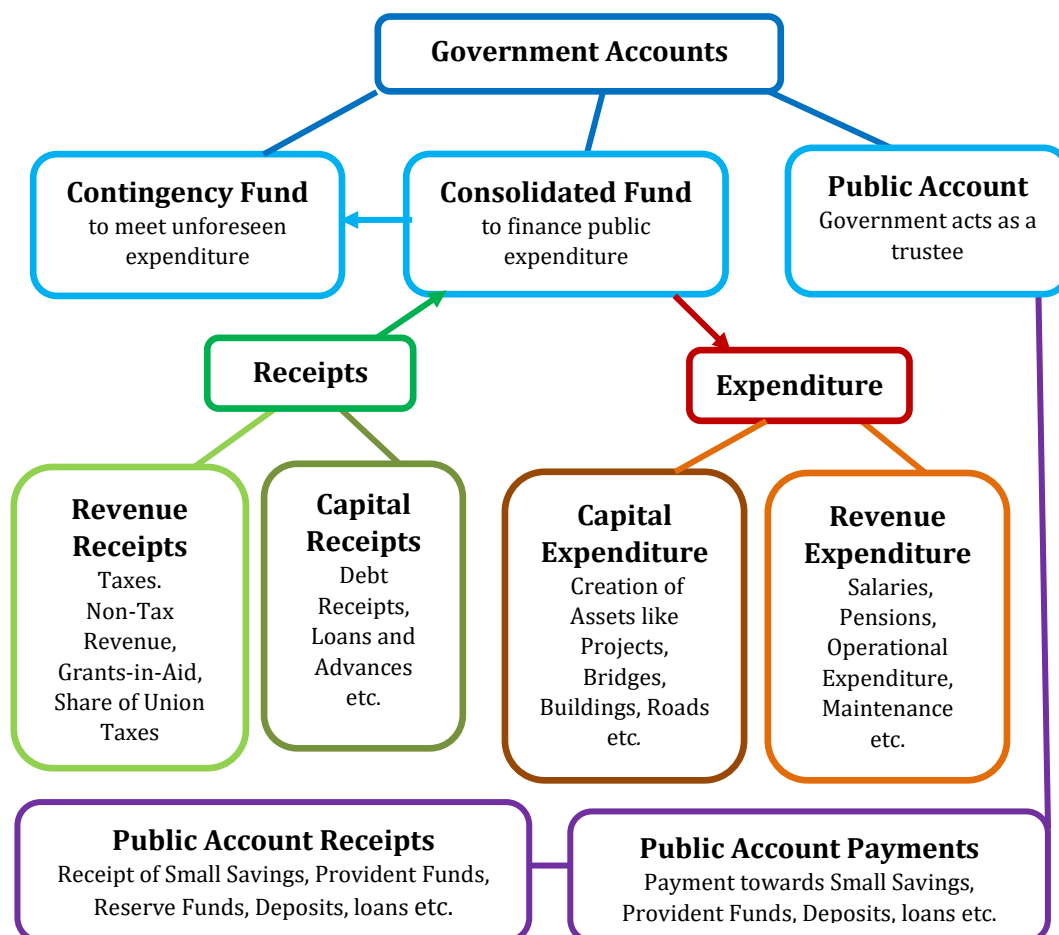 Government Accounts
Contingency Fund
to meet unforeseen
expenditure
Consolidated Fund
to finance public
expenditure
Public Account
Government acts as a
trustee
Receipts
Expenditure
Revenue
Receipts
Taxes.
Non-Tax
Revenue,
Grants-in-Aid,
Share of Union
Taxes
Capital
Receipts
Debt
Receipts,
Loans and
Advances
etc.
Capital
Expenditure
Creation of
Assets like
Projects,
Bridges,
Buildings, Roads
etc.
Revenue
Expenditure
Salaries,
Pensions,
Operational
Expenditure,
Maintenance
etc.
Public Account Receipts
Receipt of Small Savings, Provident Funds,
Reserve Funds, Deposits, loans etc.
Public Account Payments
Payment towards Small Savings,
Provident Funds, Deposits, loans etc.